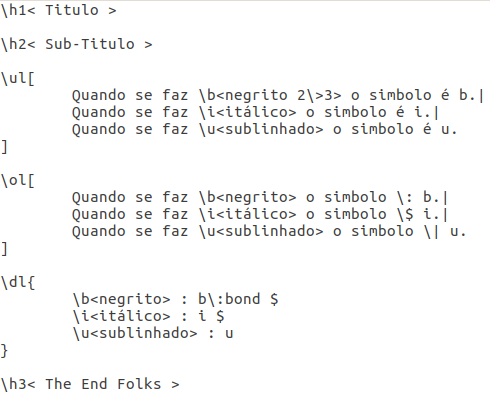 \h1< Titulo >
\h2< Sub-Titulo >
\ul[
Quando se faz \b<negrito 2\>3> o simbolo é b.|
Quando se faz \i<itálico> o simbolo é i.|
Quando se faz \u<sublinhado> o simbolo é u.
]
\ol[
Quando se faz \b<negrito> o simbolo \: b.|
Quando se faz \i<itálico> o simbolo \$ i.|
Quando se faz \u<sublinhado> o simbolo \| u.
]
\dl{
\b<negrito> : b\:bond $
\i<itálico> : i $
\u<sublinhado> : u
}
\h3< The End Folks >